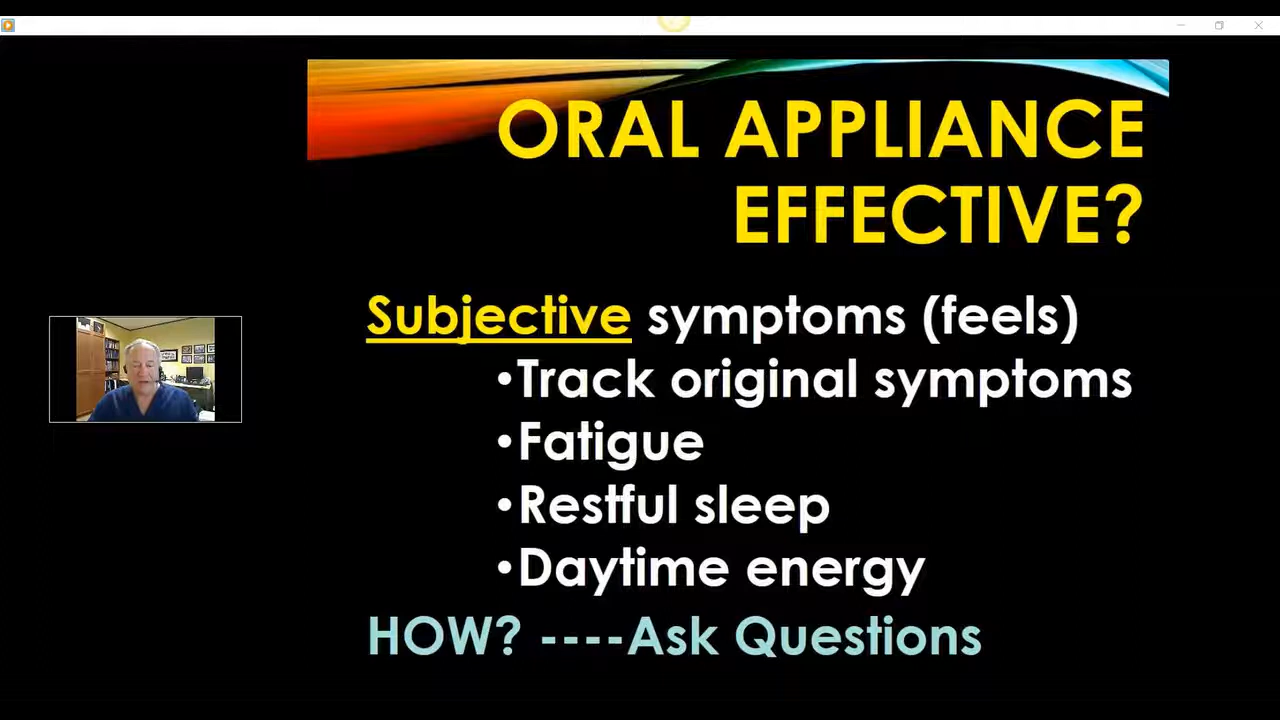 ORAL APPLIANCE
EFFECTIVE?
Subjective symptoms (feels)
•Track original symptoms
•Fatigue
•Restful sleep
•Daytime energy
HOW? ----Ask Questions